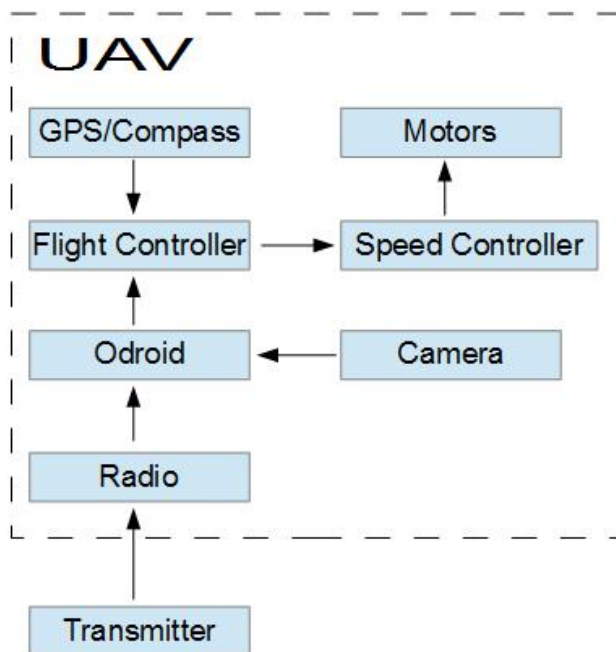 UAV
GPS/Compass
Motors
Flight Controller
Speed Controller
Odroid
Camera
Radio
Transmitter